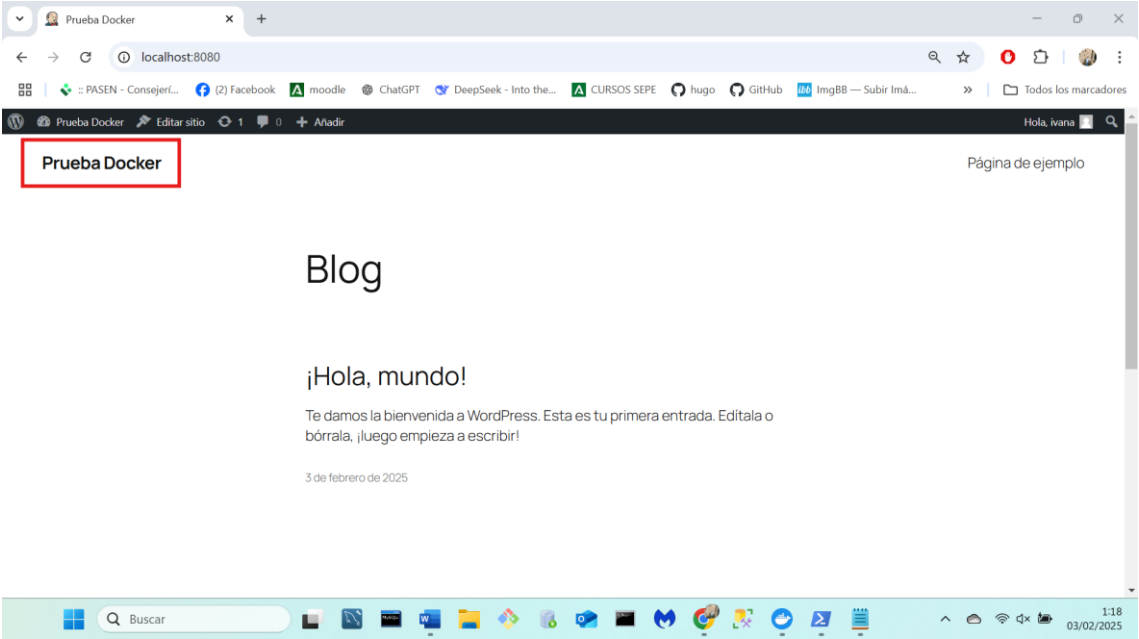 Prueba Docker
localhost:8080
:: PASEN - Consejerí...
(2) Facebook
moodle
ChatGPT
DeepSeek - Into the...
CURSOS SEPE
hugo
GitHub
ibb
ImgBB — Subir Imá...
»
Todos los marcadores
Prueba Docker
Editar sitio
1
0
Añadir
Hola, ivana
Prueba Docker
Página de ejemplo
Blog
¡Hola, mundo!
Te damos la bienvenida a WordPress. Esta es tu primera entrada. Edítala o
bórrala, ¡luego empieza a escribir!
3 de febrero de 2025
Buscar
1:18
03/02/2025